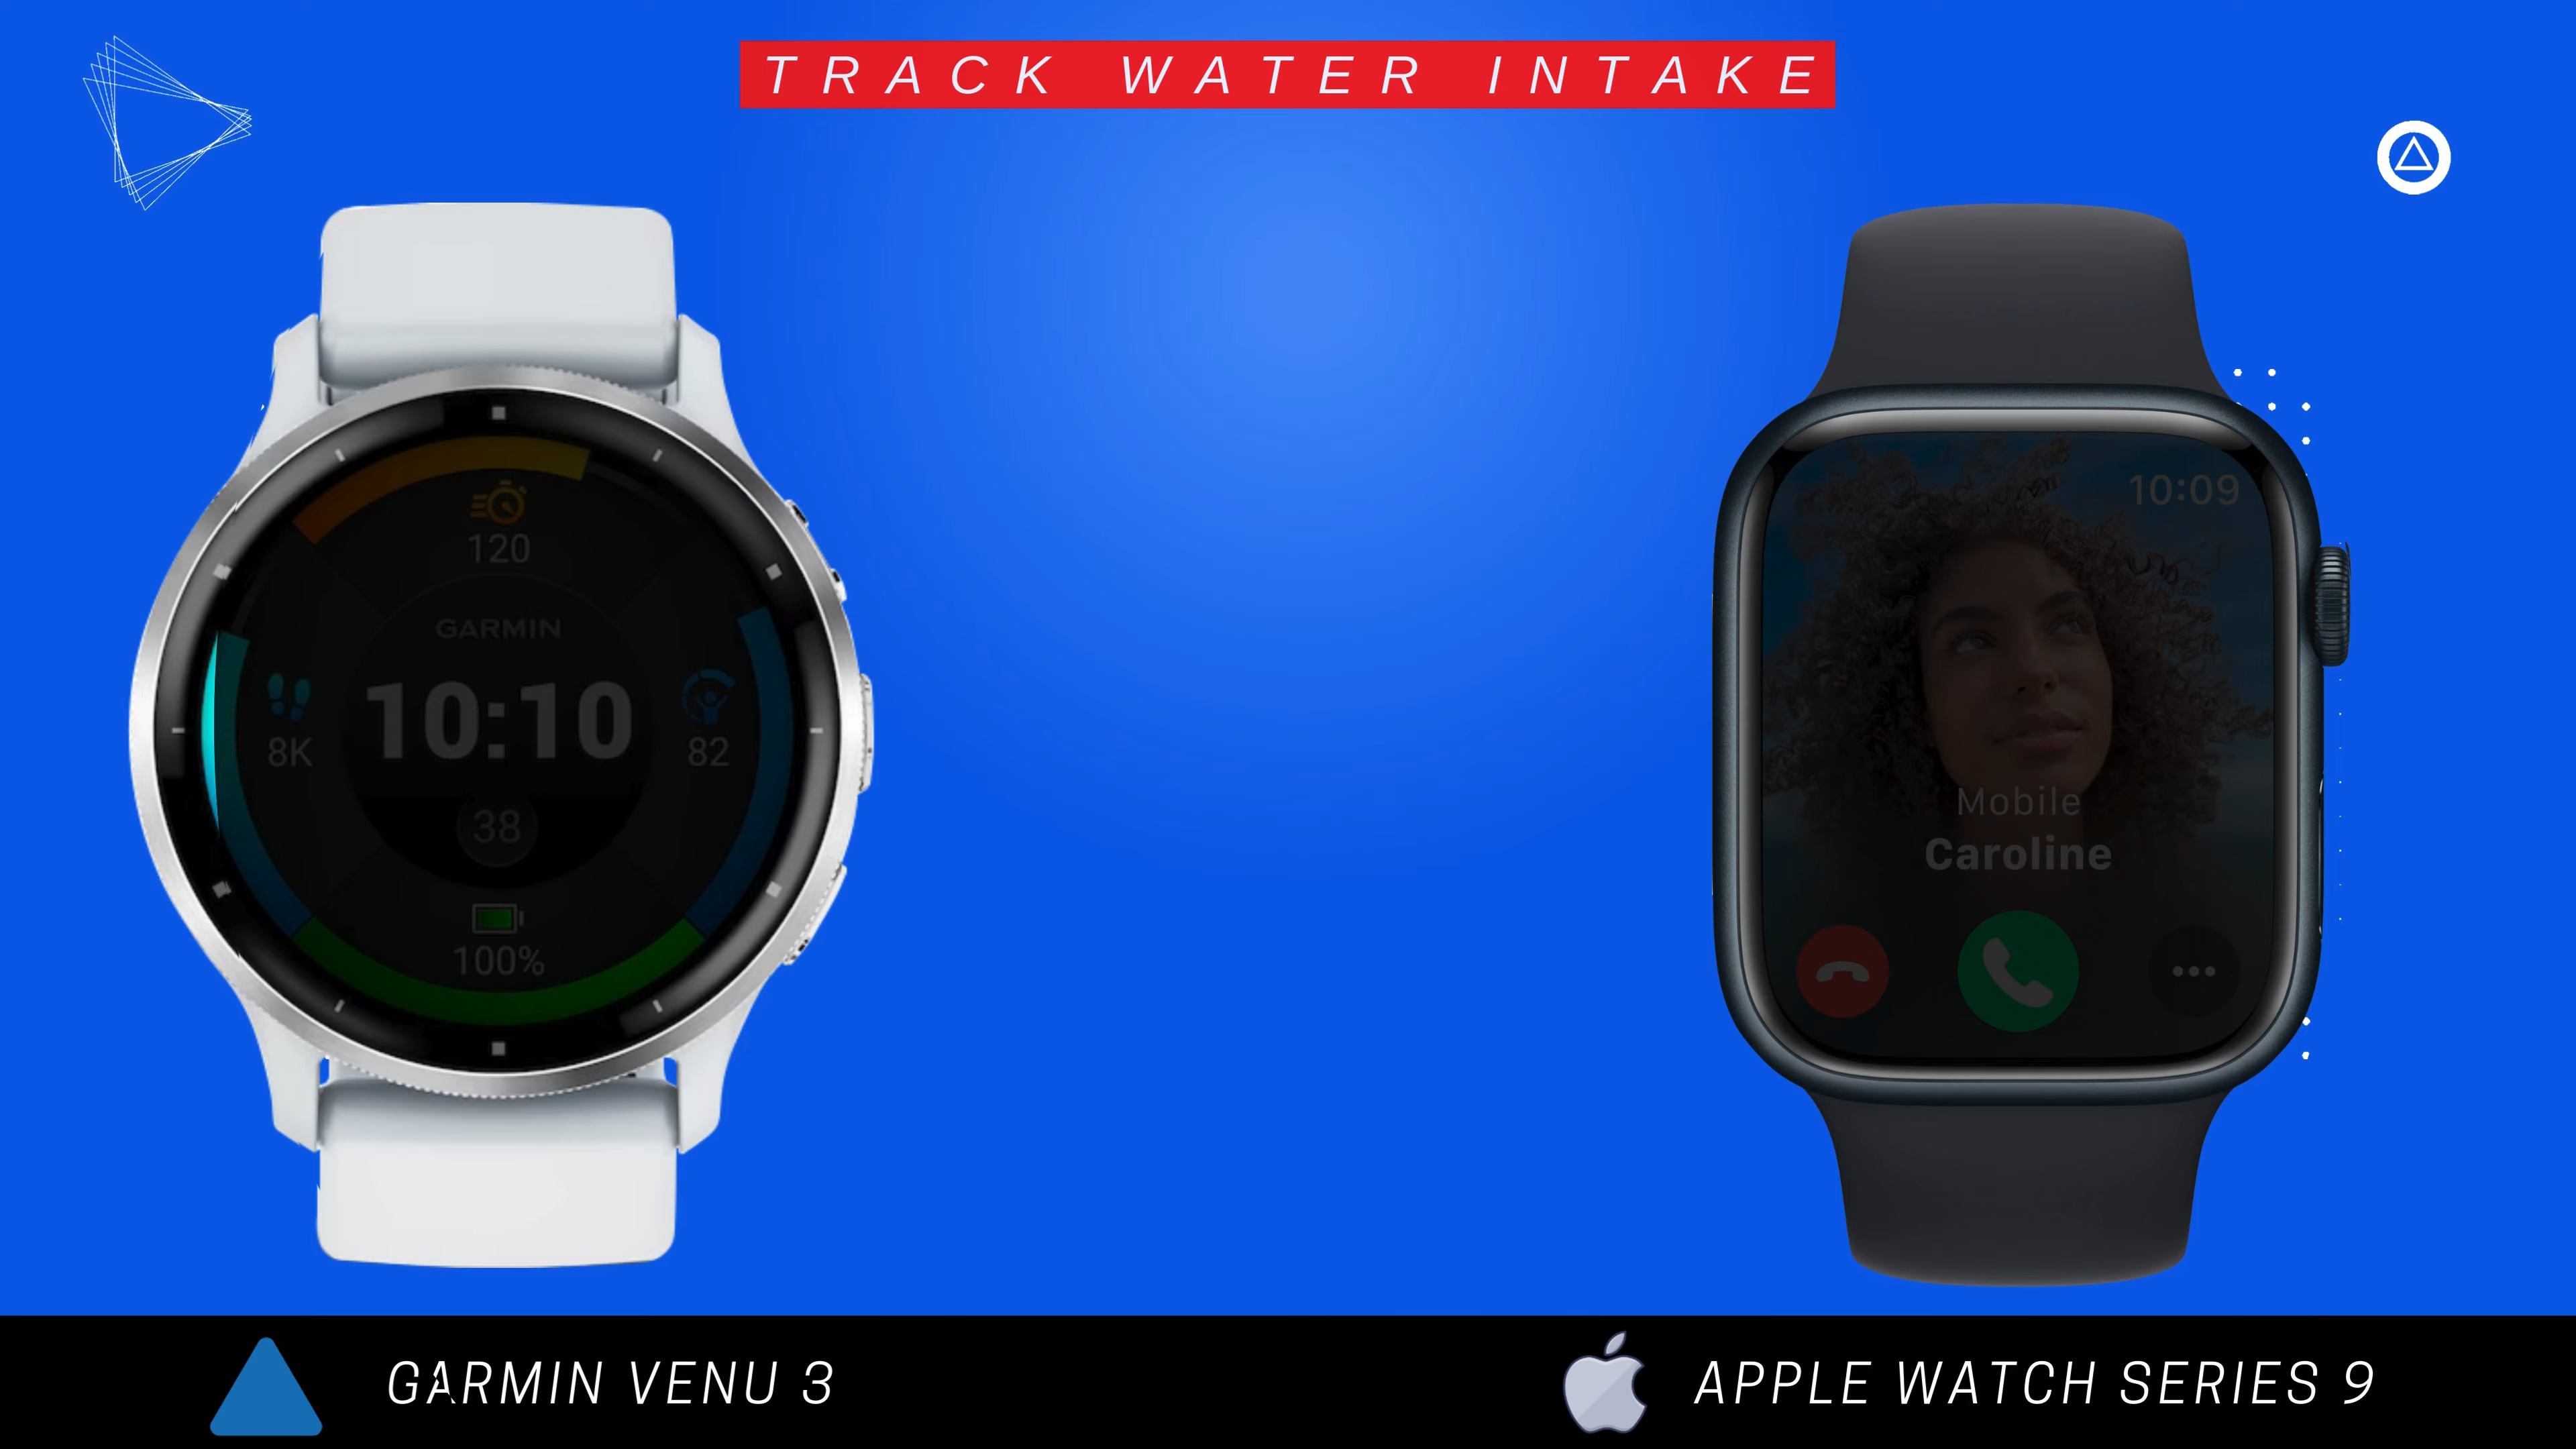 TRACK WATER INTAKE
120
GARMIN
10:10
8K
82
38
100%
10:09
Mobile
Caroline
GARMIN VENU 3
APPLE WATCH SERIES 9